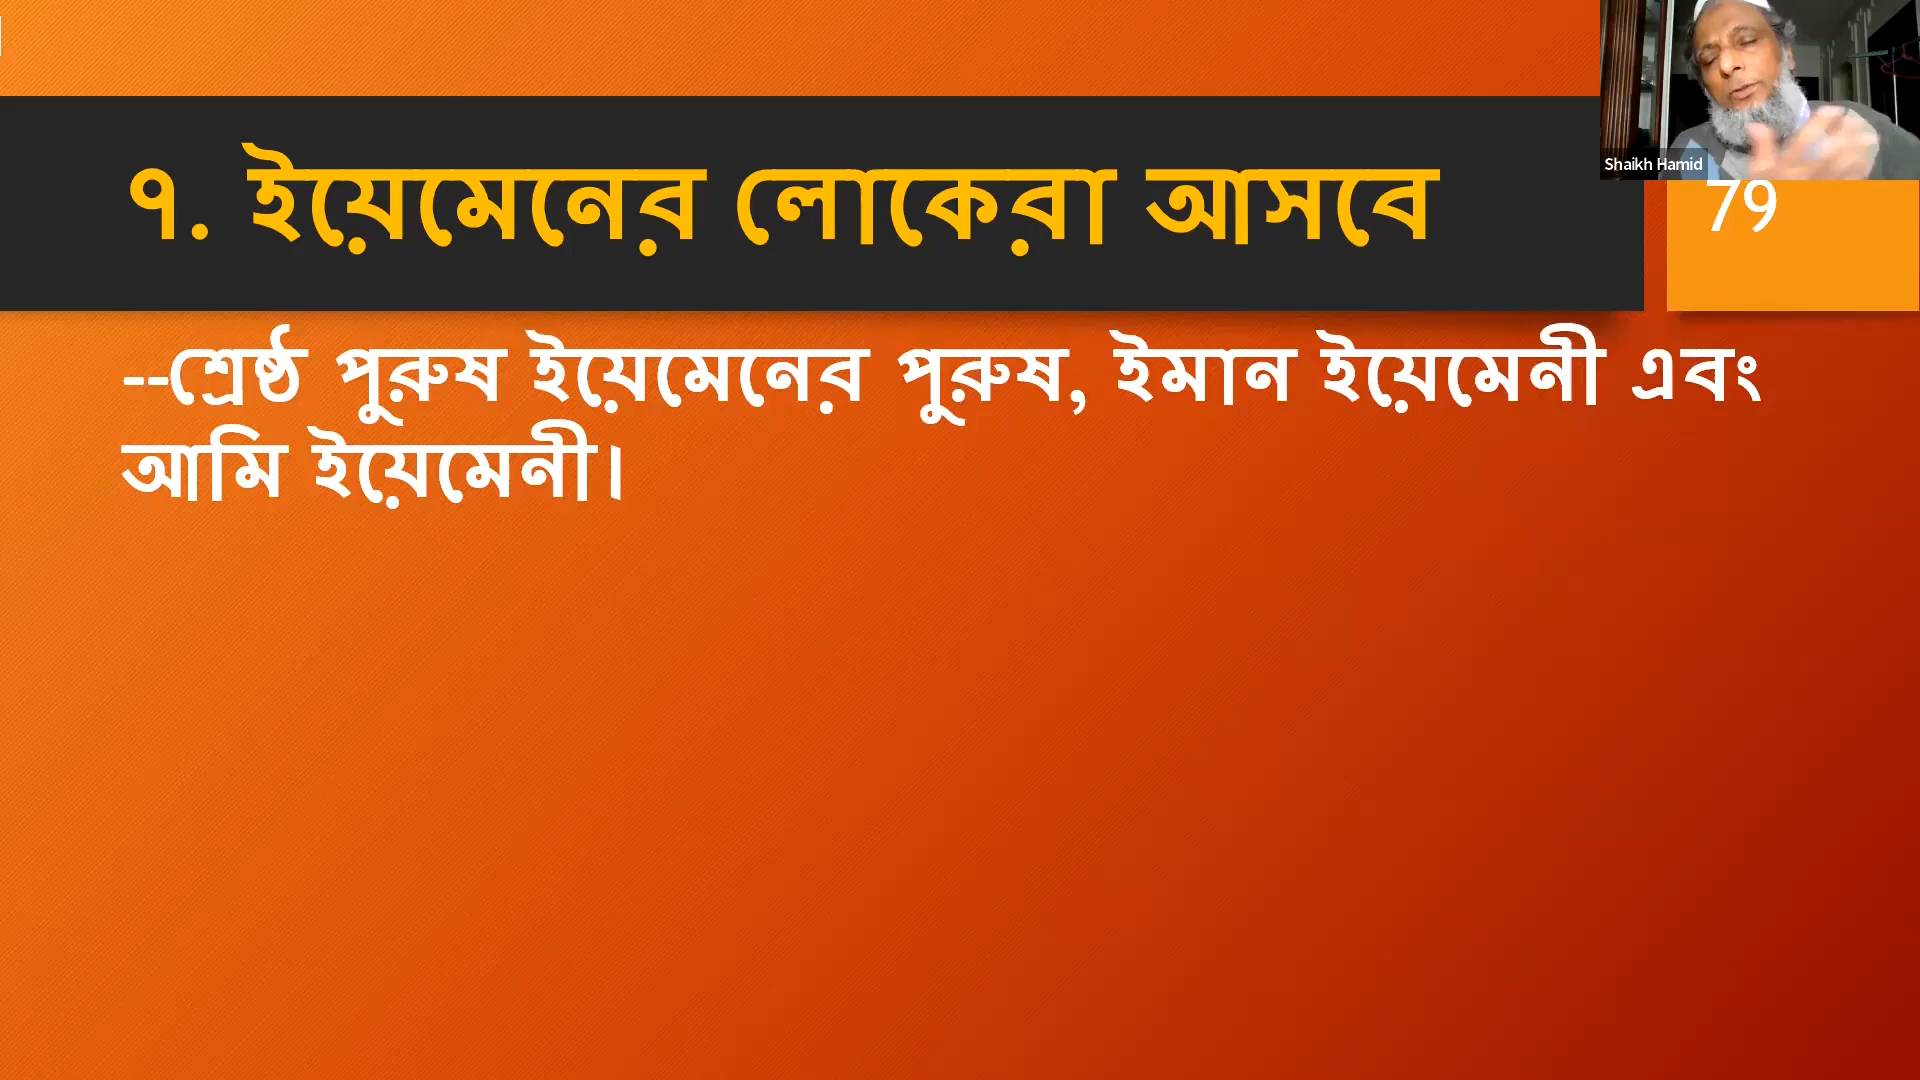 Shaikh Hamid
৭. ইয়েমেনের লোকেরা আসবে
79
--শ্রেষ্ঠ পুরুষ ইয়েমেনের পুরুষ, ইমান ইয়েমেনী এবং
আমি ইয়েমেনী।